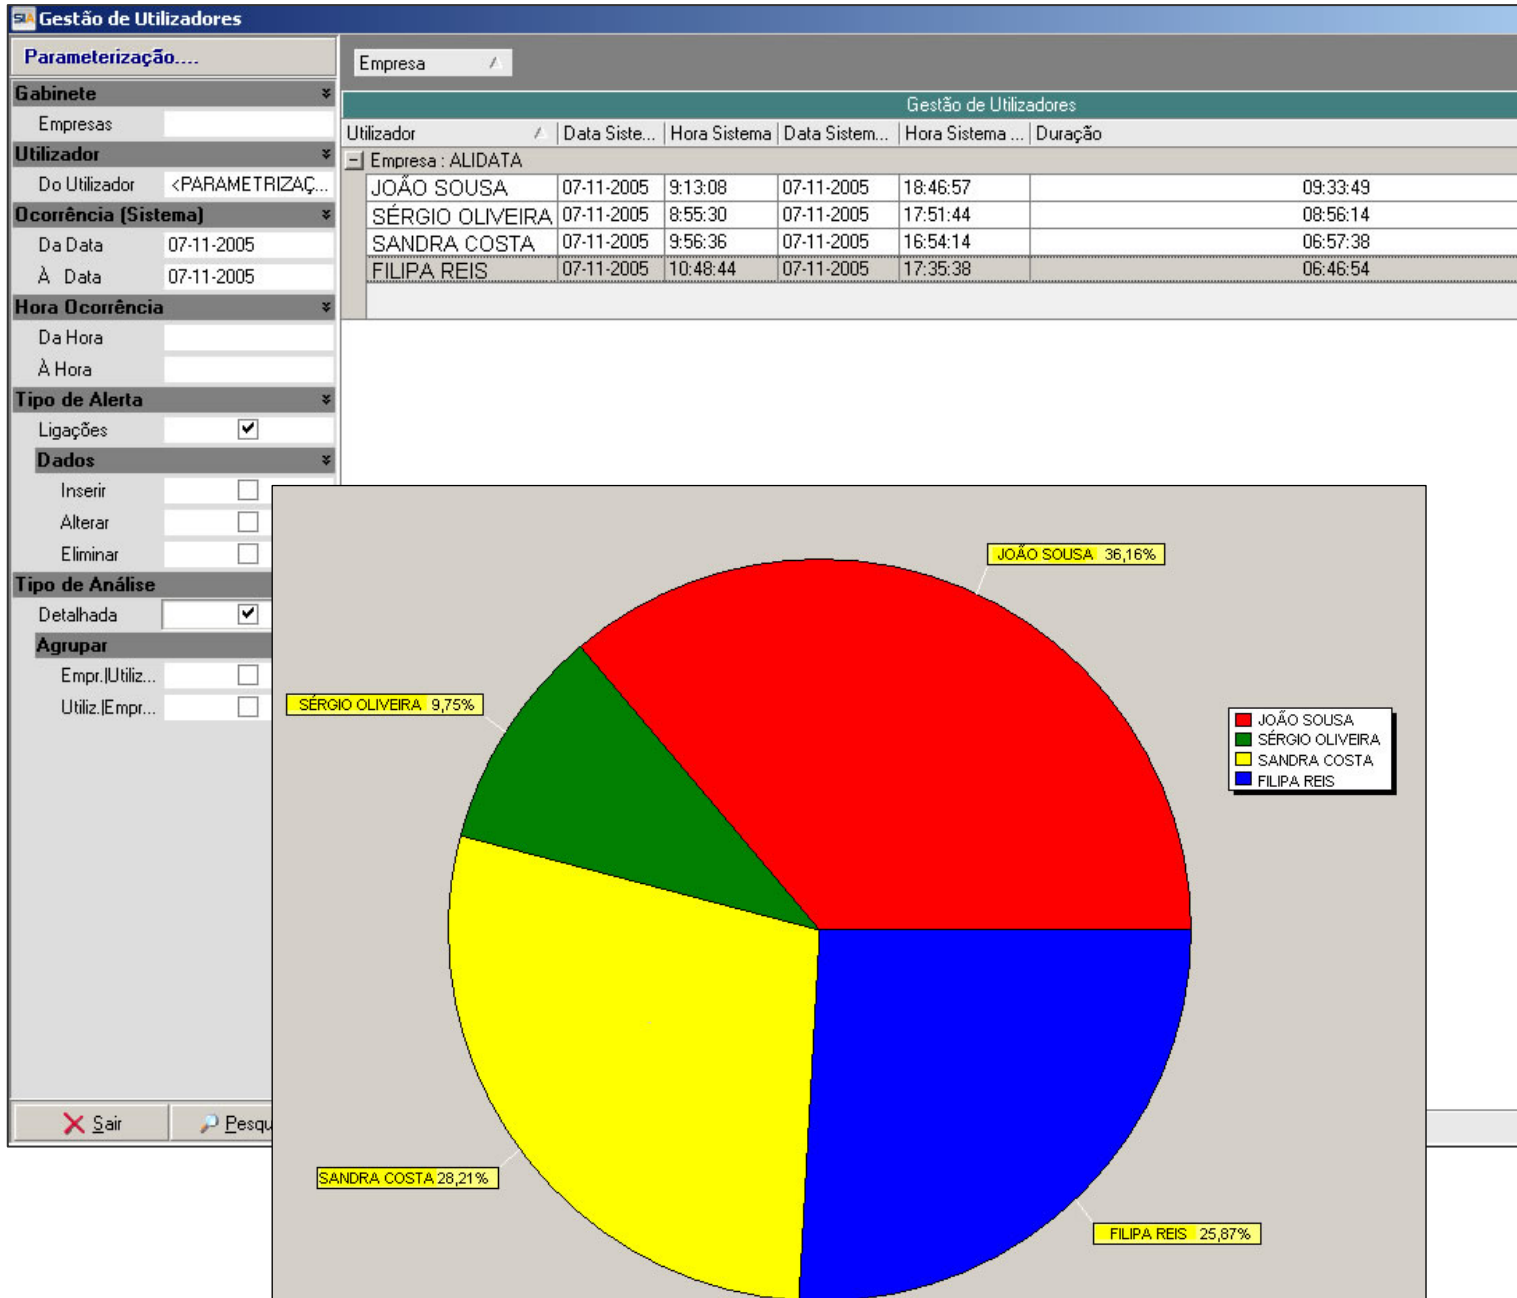 SIA Gestão de Utilizadores
Parameterização....
Gabinete
Empresas
Utilizador
Do Utilizador <PARAMETRIZAÇ...
Ocorrência (Sistema)
Da Data 07-11-2005
À Data 07-11-2005
Hora Ocorrência
Da Hora
À Hora
Tipo de Alerta
Ligações
Dados
Inserir
Alterar
Eliminar
Tipo de Análise
Detalhada
Agrupar
Empr.|Utiliz...
Utiliz.|Empr...
Sair Pesqu
Empresa
Gestão de Utilizadores
Utilizador Data Siste... Hora Sistema Data Sistem... Hora Sistema ... Duração
Empresa : ALIDATA
JOÃO SOUSA 07-11-2005 9:13:08 07-11-2005 18:46:57 09:33:49
SÉRGIO OLIVEIRA 07-11-2005 8:55:30 07-11-2005 17:51:44 08:56:14
SANDRA COSTA 07-11-2005 9:56:36 07-11-2005 16:54:14 06:57:38
FILIPA REIS 07-11-2005 10:48:44 07-11-2005 17:35:38 06:46:54
JOÃO SOUSA 36,16%
SÉRGIO OLIVEIRA 9,75%
JOÃO SOUSA
SÉRGIO OLIVEIRA
SANDRA COSTA
FILIPA REIS
SANDRA COSTA 28,21%
FILIPA REIS 25,87%